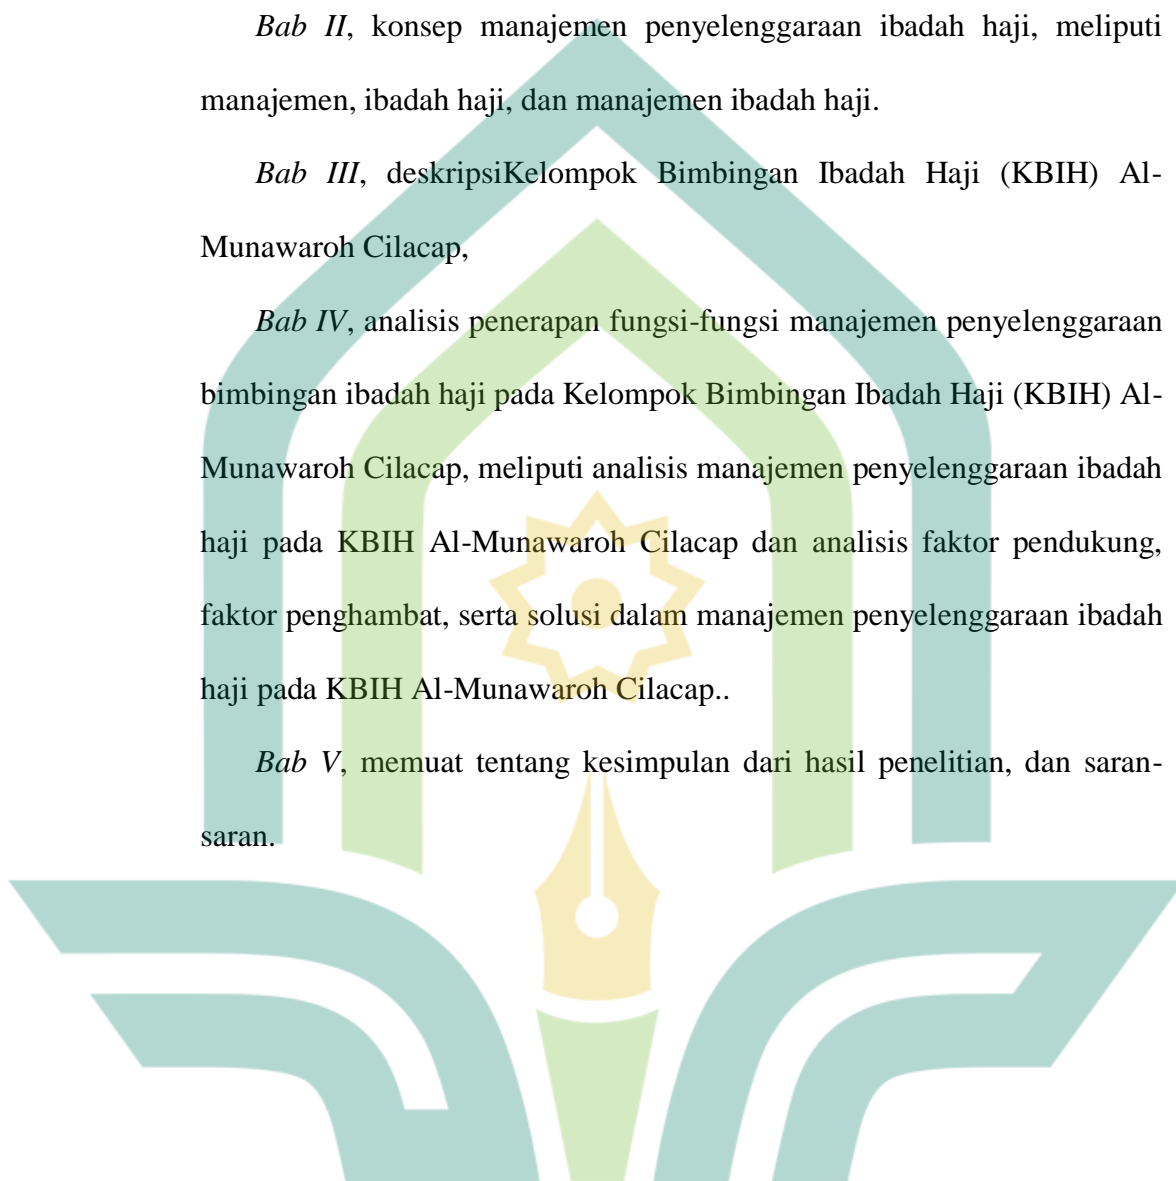 Bab II, konsep manajemen penyelenggaraan ibadah haji, meliputi
manajemen, ibadah haji, dan manajemen ibadah haji.
Bab III, deskripsiKelompok Bimbingan Ibadah Haji (KBIH) Al-
Munawaroh Cilacap,
Bab IV, analisis penerapan fungsi-fungsi manajemen penyelenggaraan
bimbingan ibadah haji pada Kelompok Bimbingan Ibadah Haji (KBIH) Al-
Munawaroh Cilacap, meliputi analisis manajemen penyelenggaraan ibadah
haji pada KBIH Al-Munawaroh Cilacap dan analisis faktor pendukung,
faktor penghambat, serta solusi dalam manajemen penyelenggaraan ibadah
haji pada KBIH Al-Munawaroh Cilacap..
Bab V, memuat tentang kesimpulan dari hasil penelitian, dan saran-
saran.